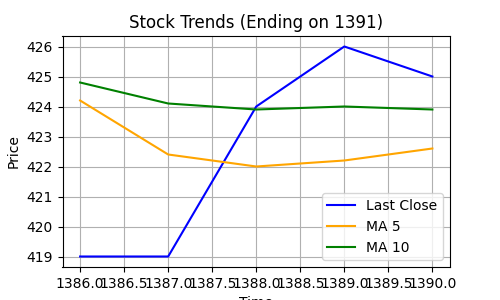 Stock Trends (Ending on 1391)
Price
426
425
424
423
422
421
420
419
Last Close
MA 5
MA 10
1386.0 1386.5 1387.0 1387.5 1388.0 1388.5 1389.0 1389.5 1390.0
Time